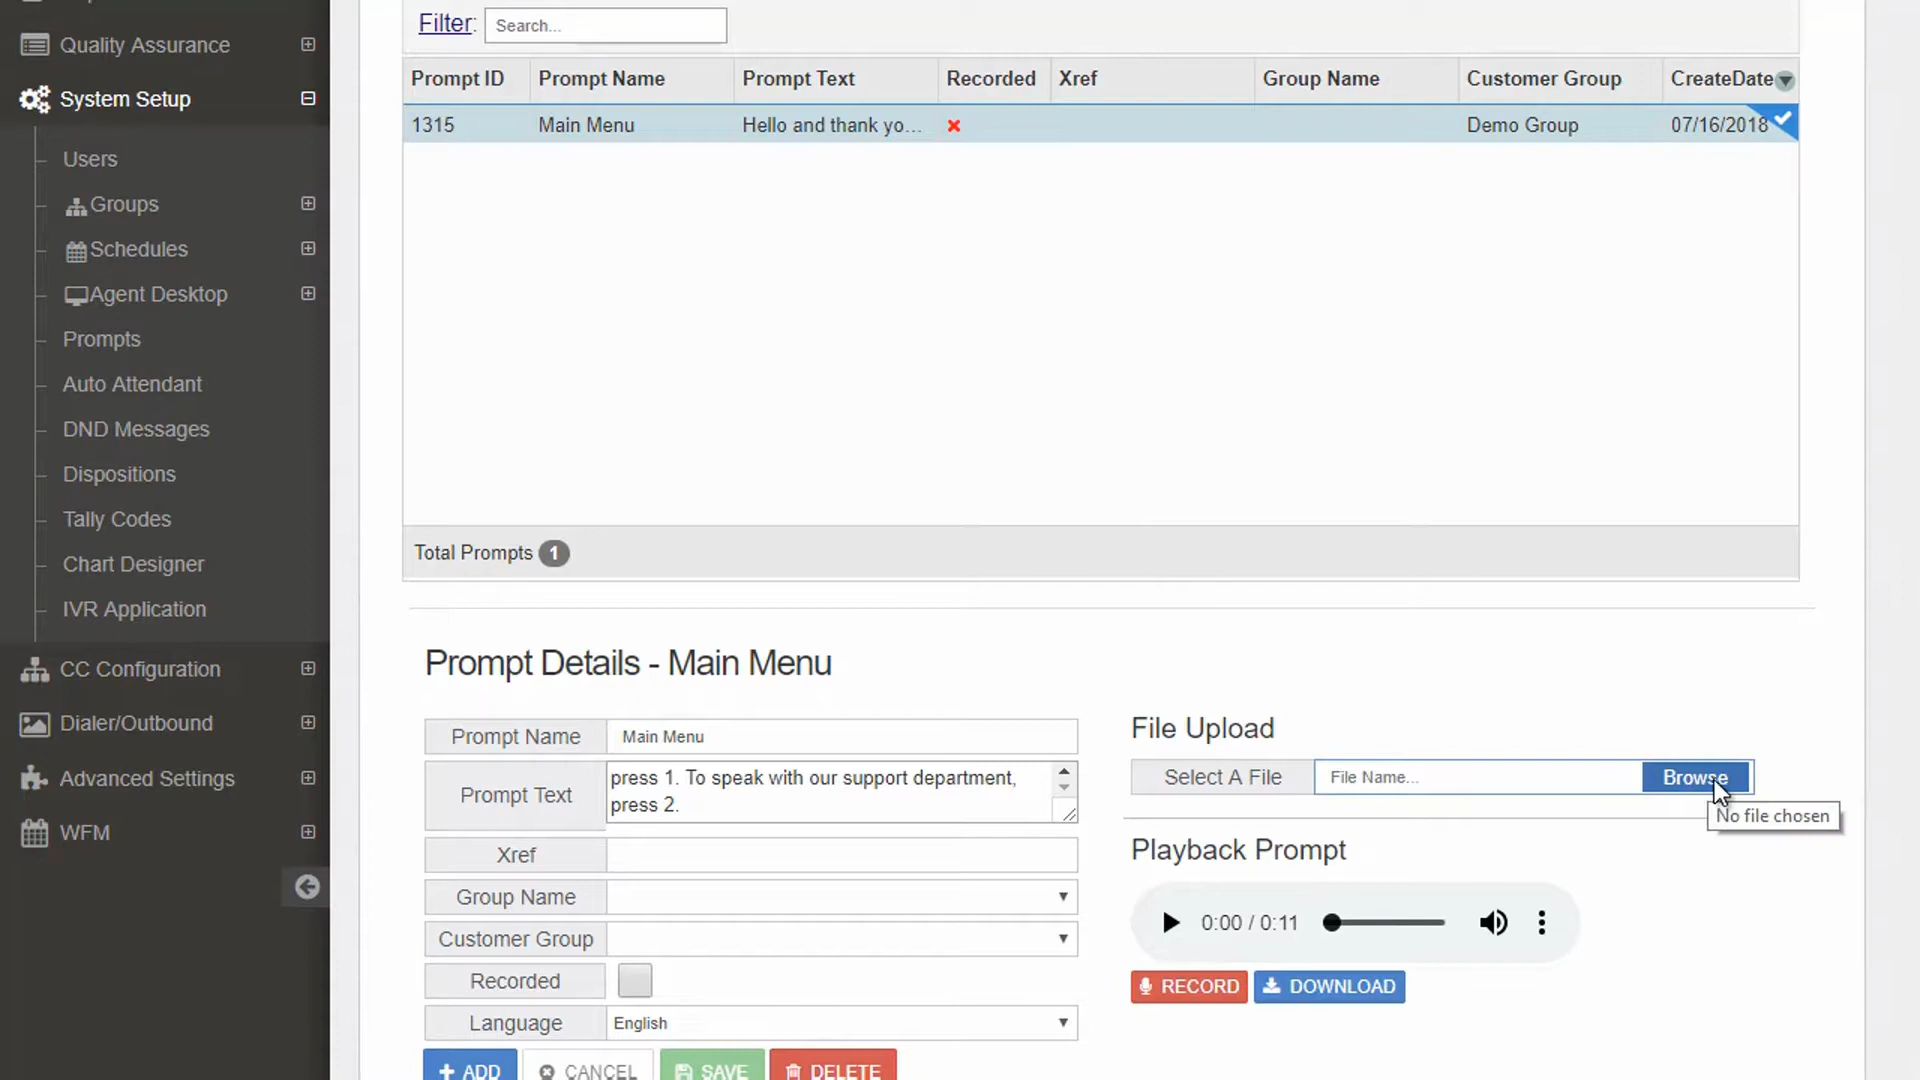 Filter: Search...
Prompt ID Prompt Name Prompt Text Recorded Xref Group Name Customer Group CreateDate
1315 Main Menu Hello and thank yo... Demo Group 07/16/2018
Total Prompts 1
Quality Assurance
System Setup
Users
Groups
Schedules
Agent Desktop
Prompts
Auto Attendant
DND Messages
Dispositions
Tally Codes
Chart Designer
IVR Application
CC Configuration
Dialer/Outbound
Advanced Settings
WFM
Prompt Details - Main Menu
Prompt Name Main Menu
Prompt Text press 1. To speak with our support department,
press 2.
Xref
Group Name
Customer Group
Recorded
Language English
ADD CANCEL SAVE DELETE
File Upload
Select A File File Name... Browse
No file chosen
Playback Prompt
0:00 / 0:11
RECORD DOWNLOAD